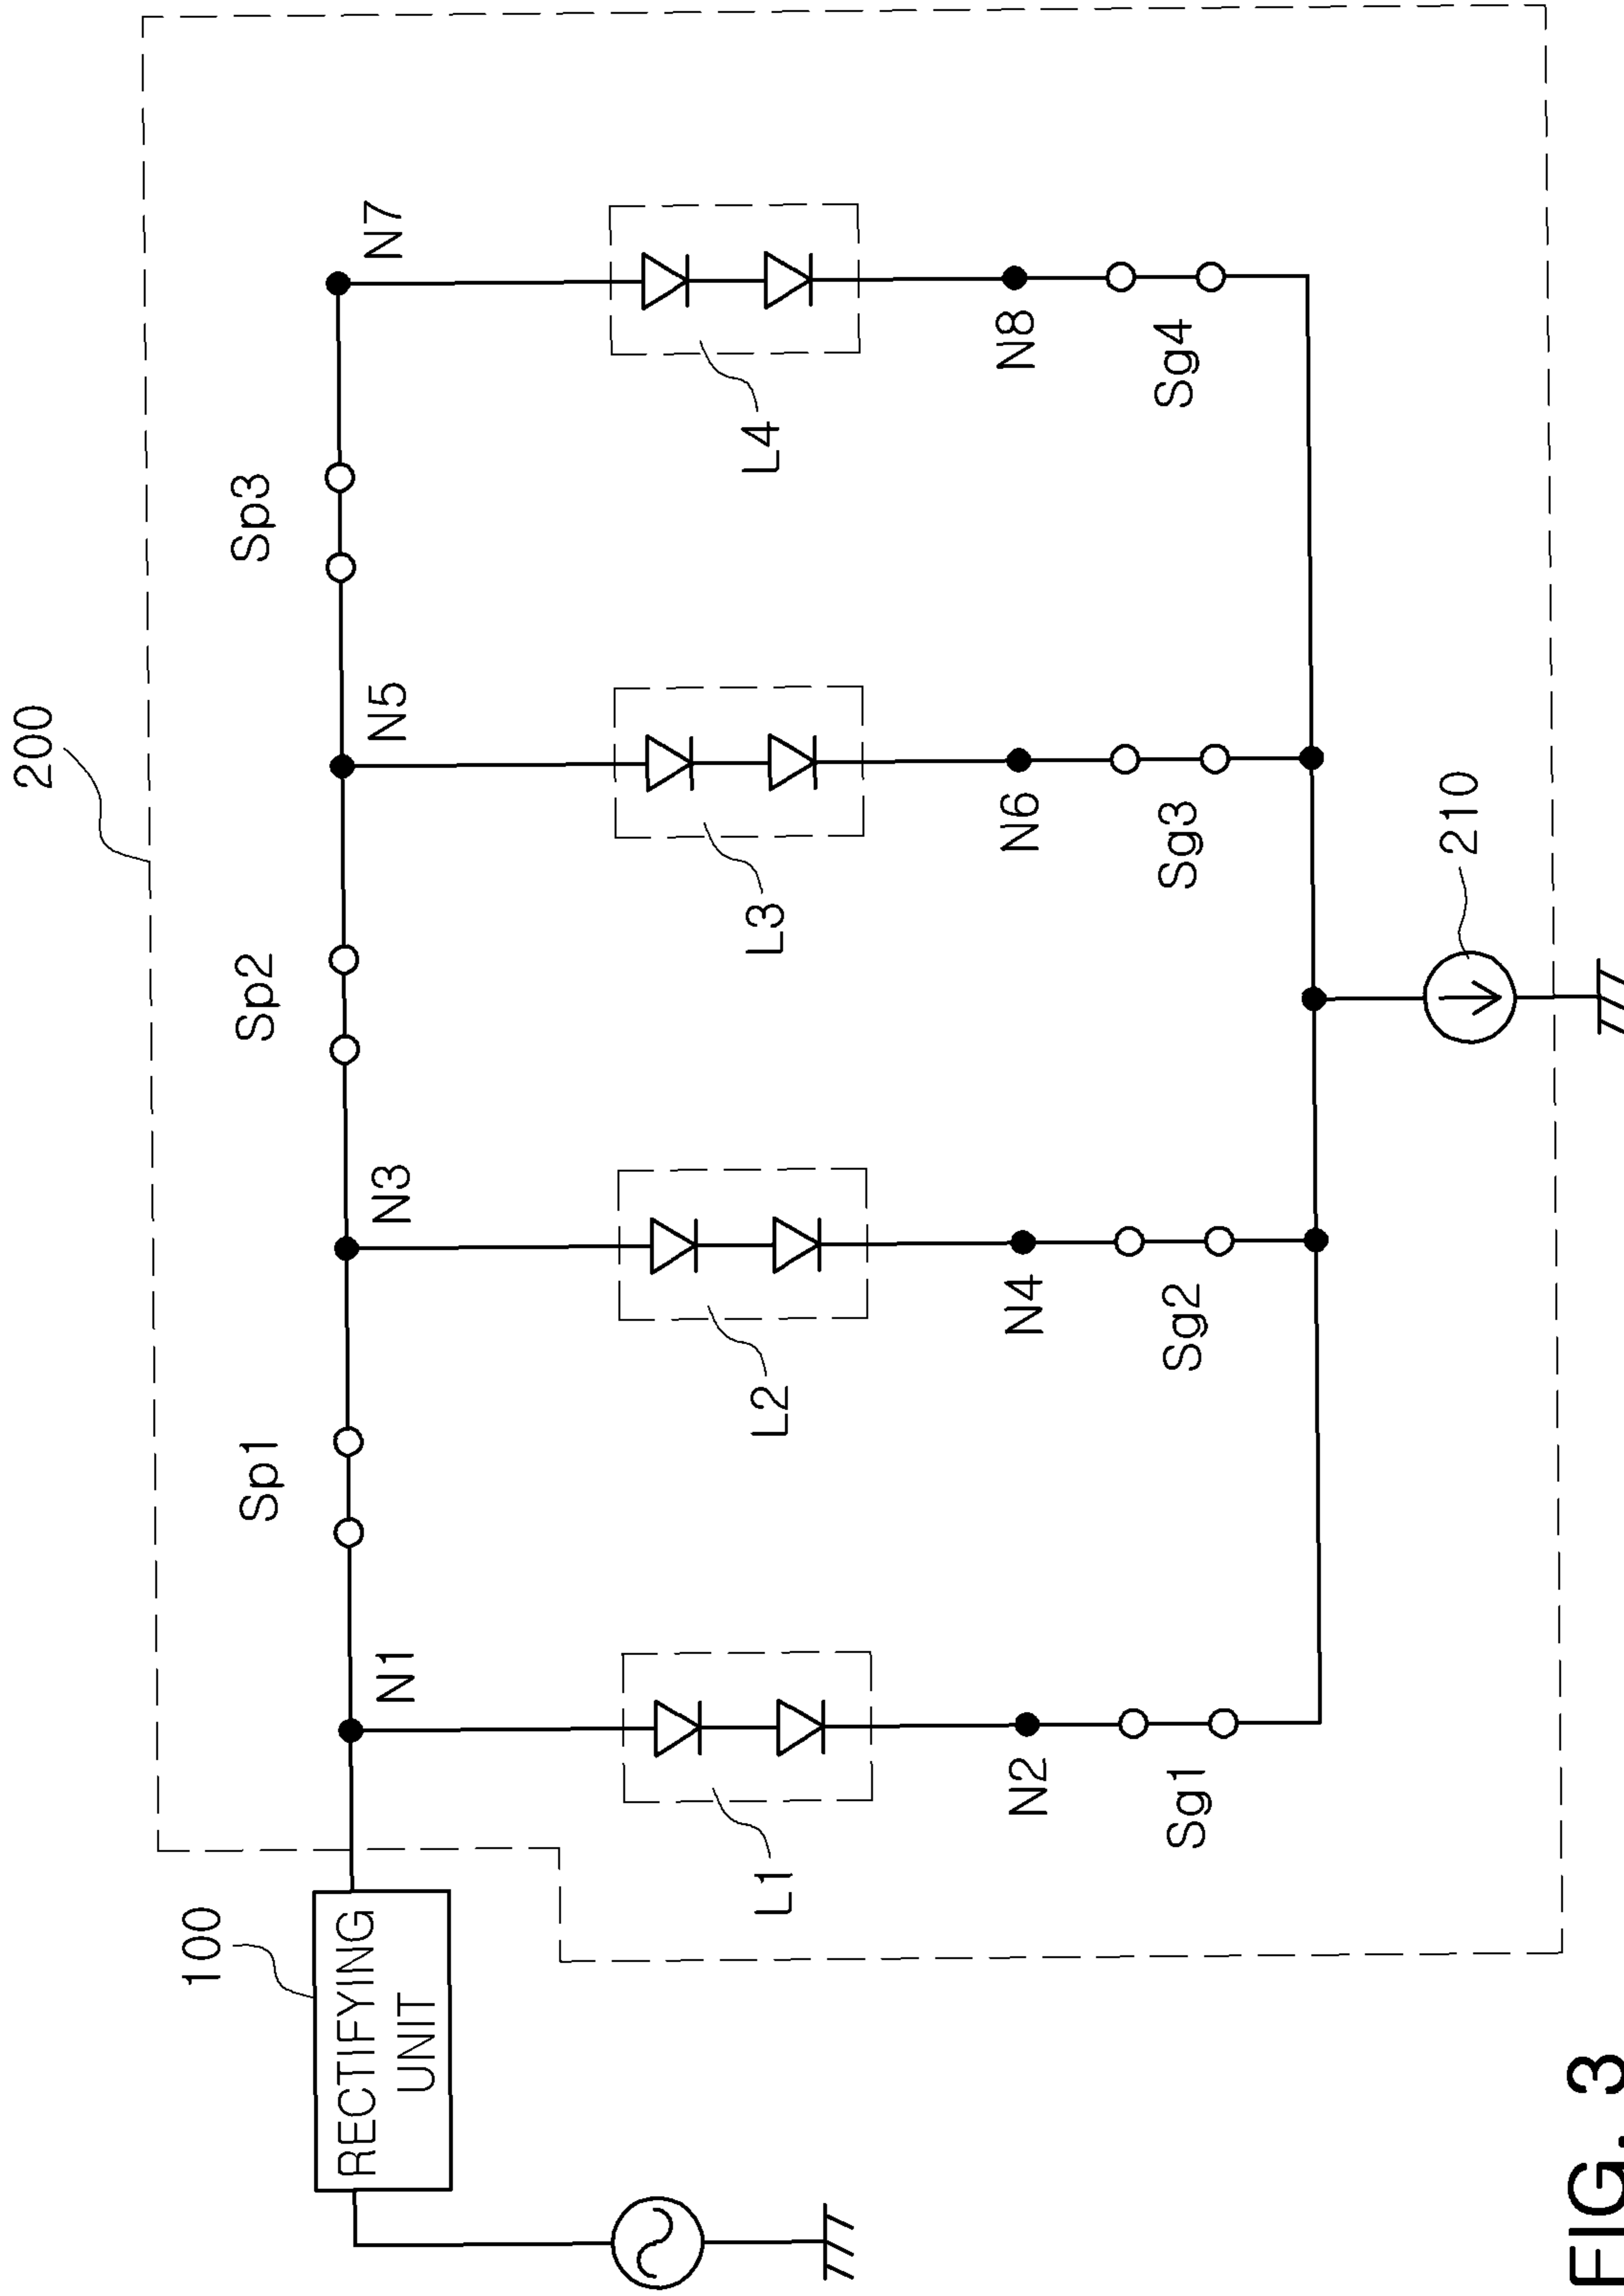 200
Sp1
Sp2
Sp3
100
RECTIFYING
UNIT
N1
N3
N5
N7
L1
L2
L3
L4
N2
N4
N6
N8
Sg1
Sg2
Sg3
Sg4
210
FIG. 3